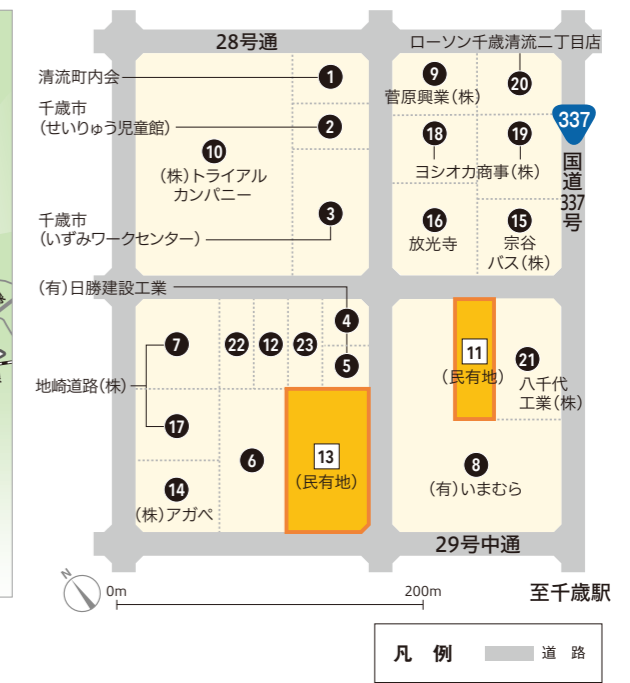 28号通
ローソン千歳清流二丁目店
清流町内会
1
9
菅原興業(株)
20
337
千歳市
(せいりゅう児童館)
2
10
(株)トライアル
カンパニー
18
19
ヨシオカ商事(株)
国道337号
千歳市
(いずみワークセンター)
3
16
放光寺
15
宗谷
バス(株)
(有)日勝建設工業
4
7
22
12
23
5
11
(民有地)
21
八千代
工業(株)
地崎道路(株)
17
6
13
(民有地)
8
(有)いまむら
14
(株)アガペ
29号中通
N
0m
200m
至千歳駅
凡 例
道 路